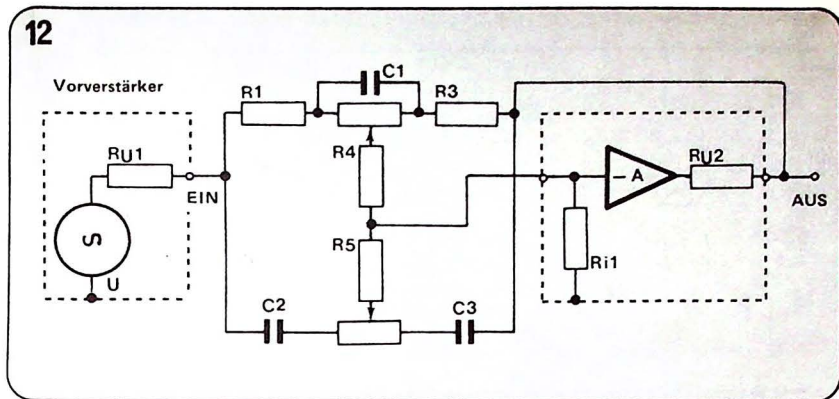 12
Vorverstärker
C1
R1
R3
RU1
R4
RU2
– A
EIN
AUS
S
R5
Ri1
U
C2
C3